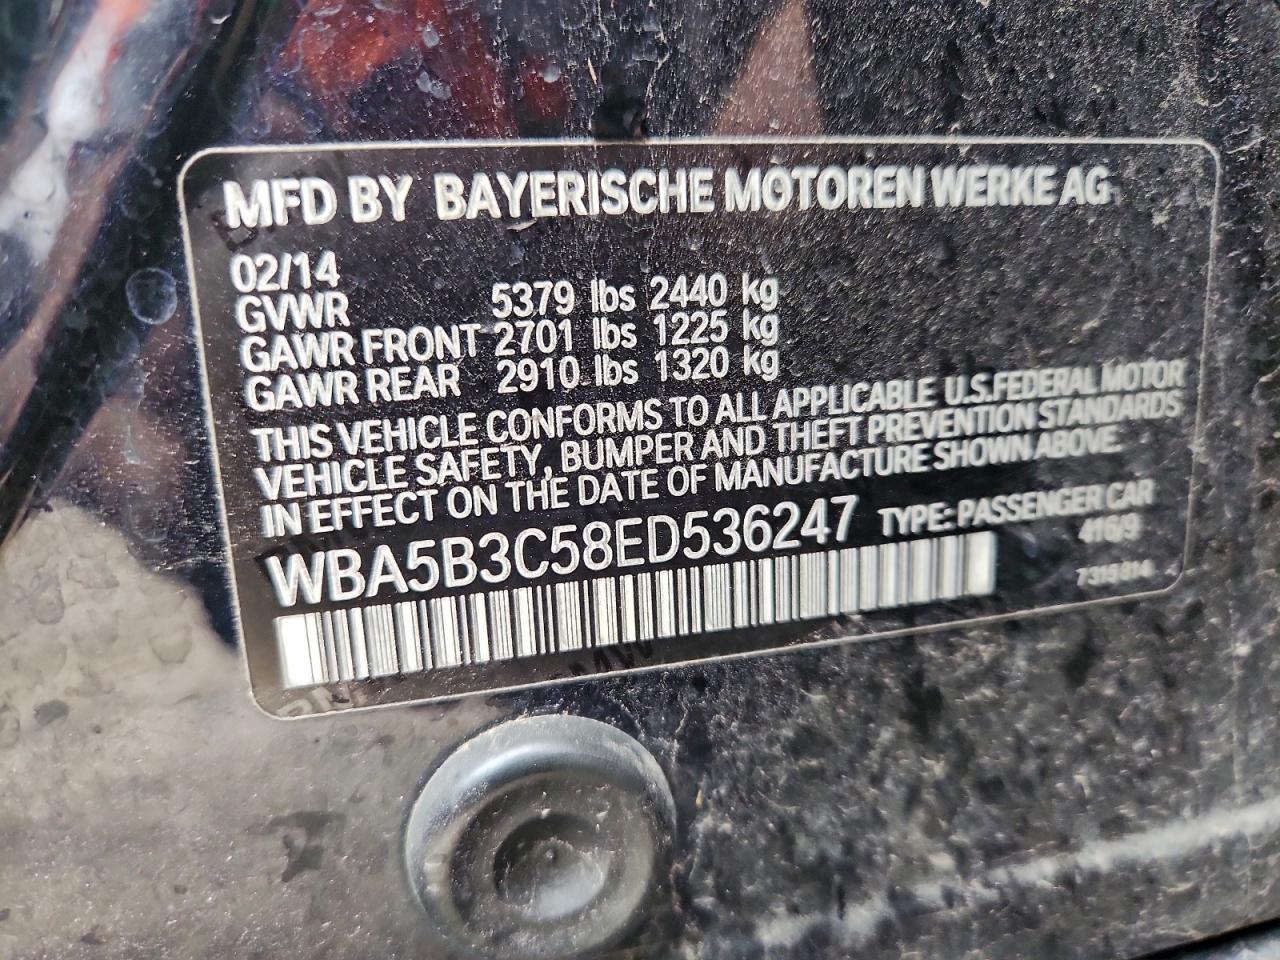 MFD BY BAYERISCHE MOTOREN WERKE AG
02/14
GVWR 5379 lbs 2440 kg
GAWR FRONT 2701 lbs 1225 kg
GAWR REAR 2910 lbs 1320 kg
THIS VEHICLE CONFORMS TO ALL APPLICABLE U.S.FEDERAL MOTOR
VEHICLE SAFETY, BUMPER AND THEFT PREVENTION STANDARDS
IN EFFECT ON THE DATE OF MANUFACTURE SHOWN ABOVE
WBA5B3C58ED536247 TYPE: PASSENGER CAR